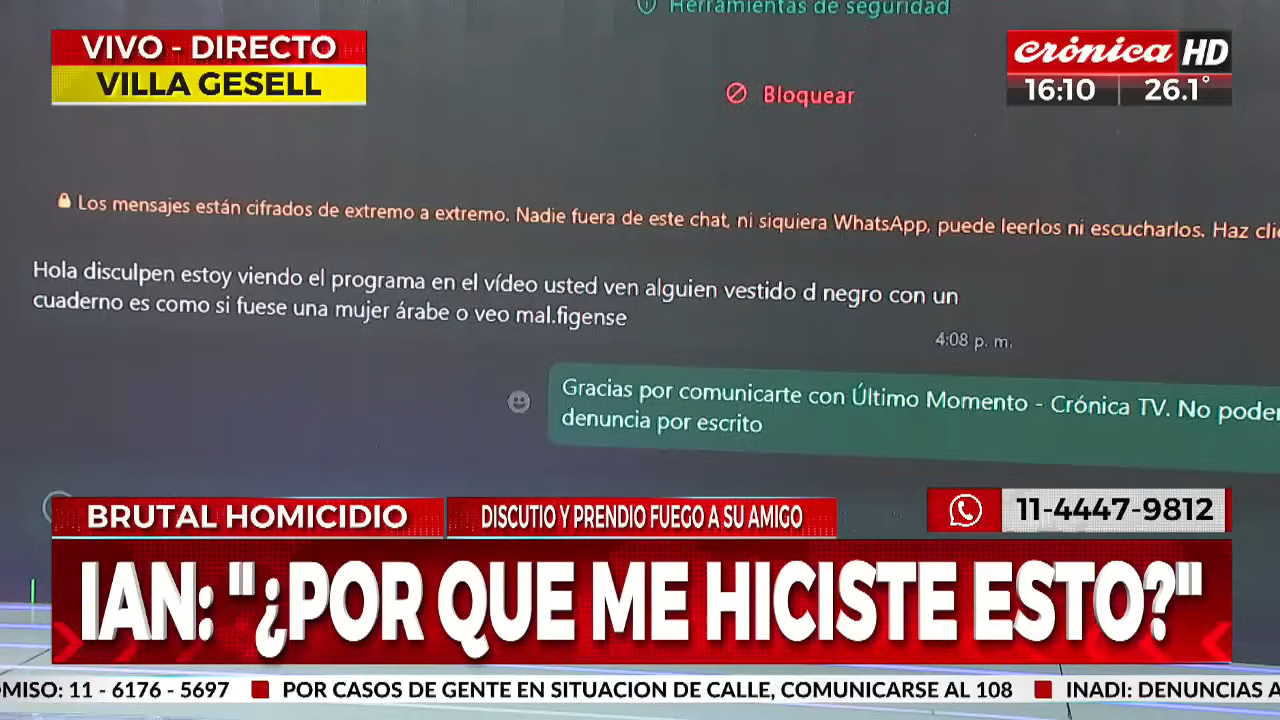 Herramientas de seguridad
VIVO - DIRECTO
VILLA GESELL
crónica HD
16:10 26.1°
Bloquear
Los mensajes están cifrados de extremo a extremo. Nadie fuera de este chat, ni siquiera WhatsApp, puede leerlos ni escucharlos. Haz clic
Hola disculpen estoy viendo el programa en el vídeo usted ven alguien vestido d negro con un
cuaderno es como si fuese una mujer árabe o veo mal.figense
4:08 p. m.
Gracias por comunicarte con Último Momento - Crónica TV. No poder
denuncia por escrito
BRUTAL HOMICIDIO
DISCUTIO Y PRENDIO FUEGO A SU AMIGO
11-4447-9812
IAN: "¿POR QUE ME HICISTE ESTO?"
OMISO: 11 - 6176 - 5697 POR CASOS DE GENTE EN SITUACION DE CALLE, COMUNICARSE AL 108 INADI: DENUNCIAS A